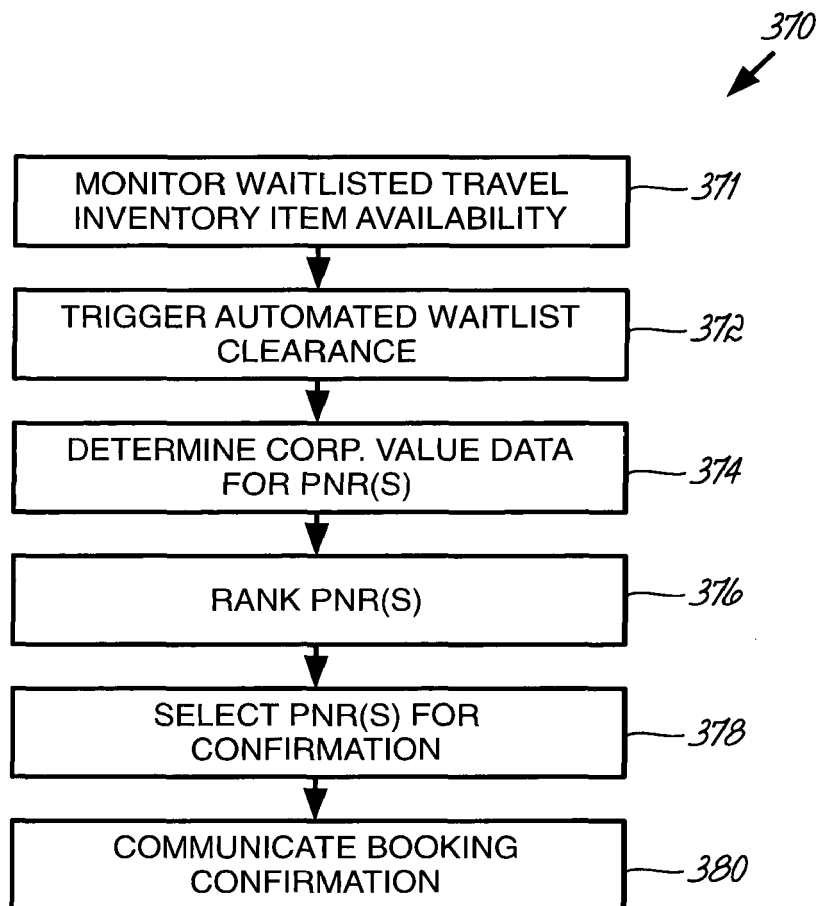 370
MONITOR WAITLISTED TRAVEL
INVENTORY ITEM AVAILABILITY
371
TRIGGER AUTOMATED WAITLIST
CLEARANCE
372
DETERMINE CORP. VALUE DATA
FOR PNR(S)
374
RANK PNR(S)
376
SELECT PNR(S) FOR
CONFIRMATION
378
COMMUNICATE BOOKING
CONFIRMATION
380